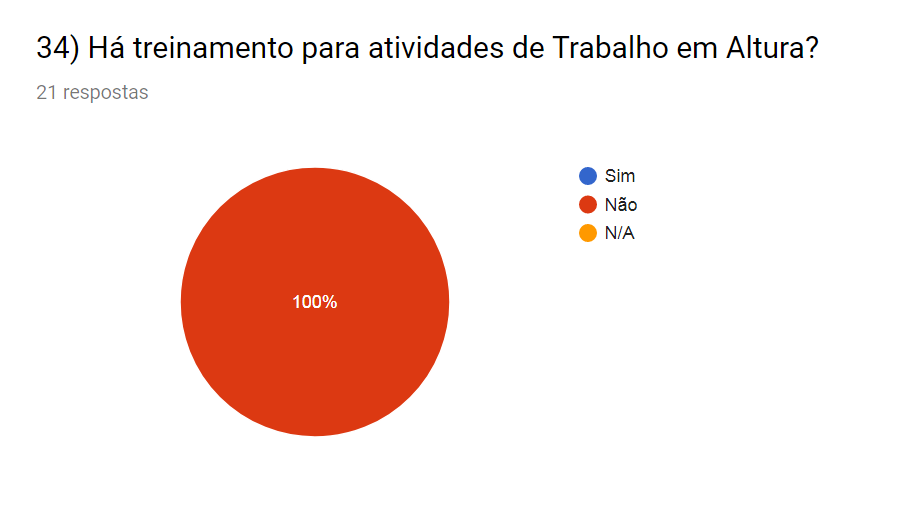 34) Há treinamento para atividades de Trabalho em Altura?
21 respostas
Sim
Não
N/A
100%